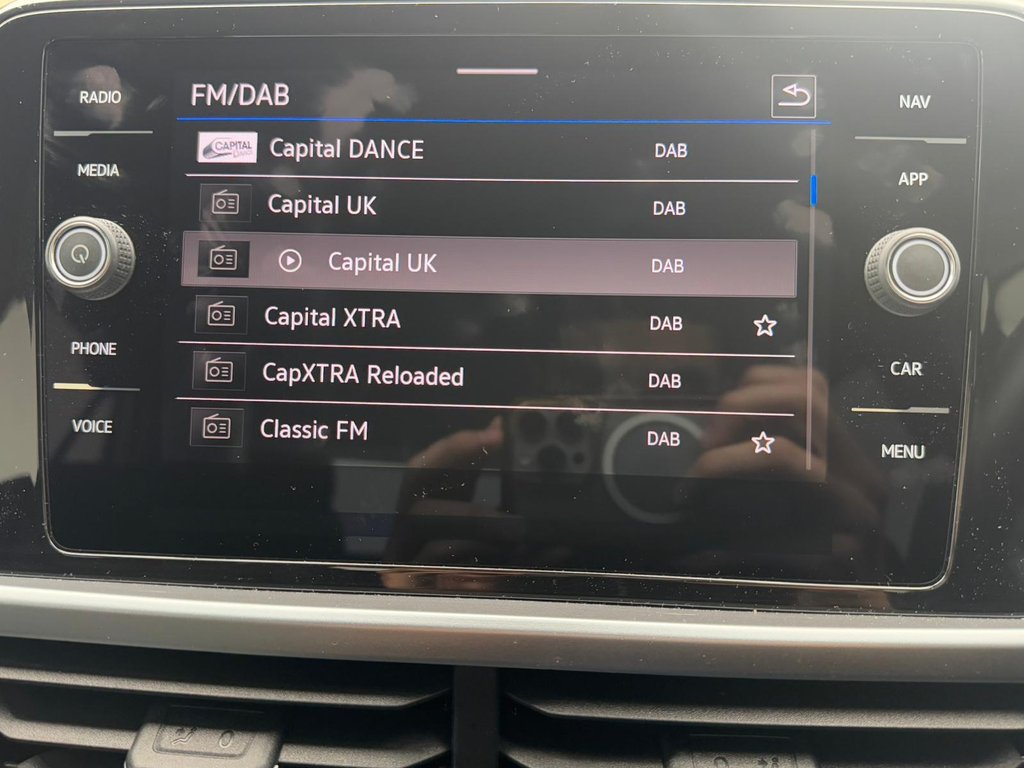 RADIO
FM/DAB
NAV
CAPITAL
Capital DANCE DAB
MEDIA
APP
Capital UK DAB
Capital UK DAB
Capital XTRA DAB
PHONE
CAR
CapXTRA Reloaded DAB
VOICE
Classic FM DAB
MENU